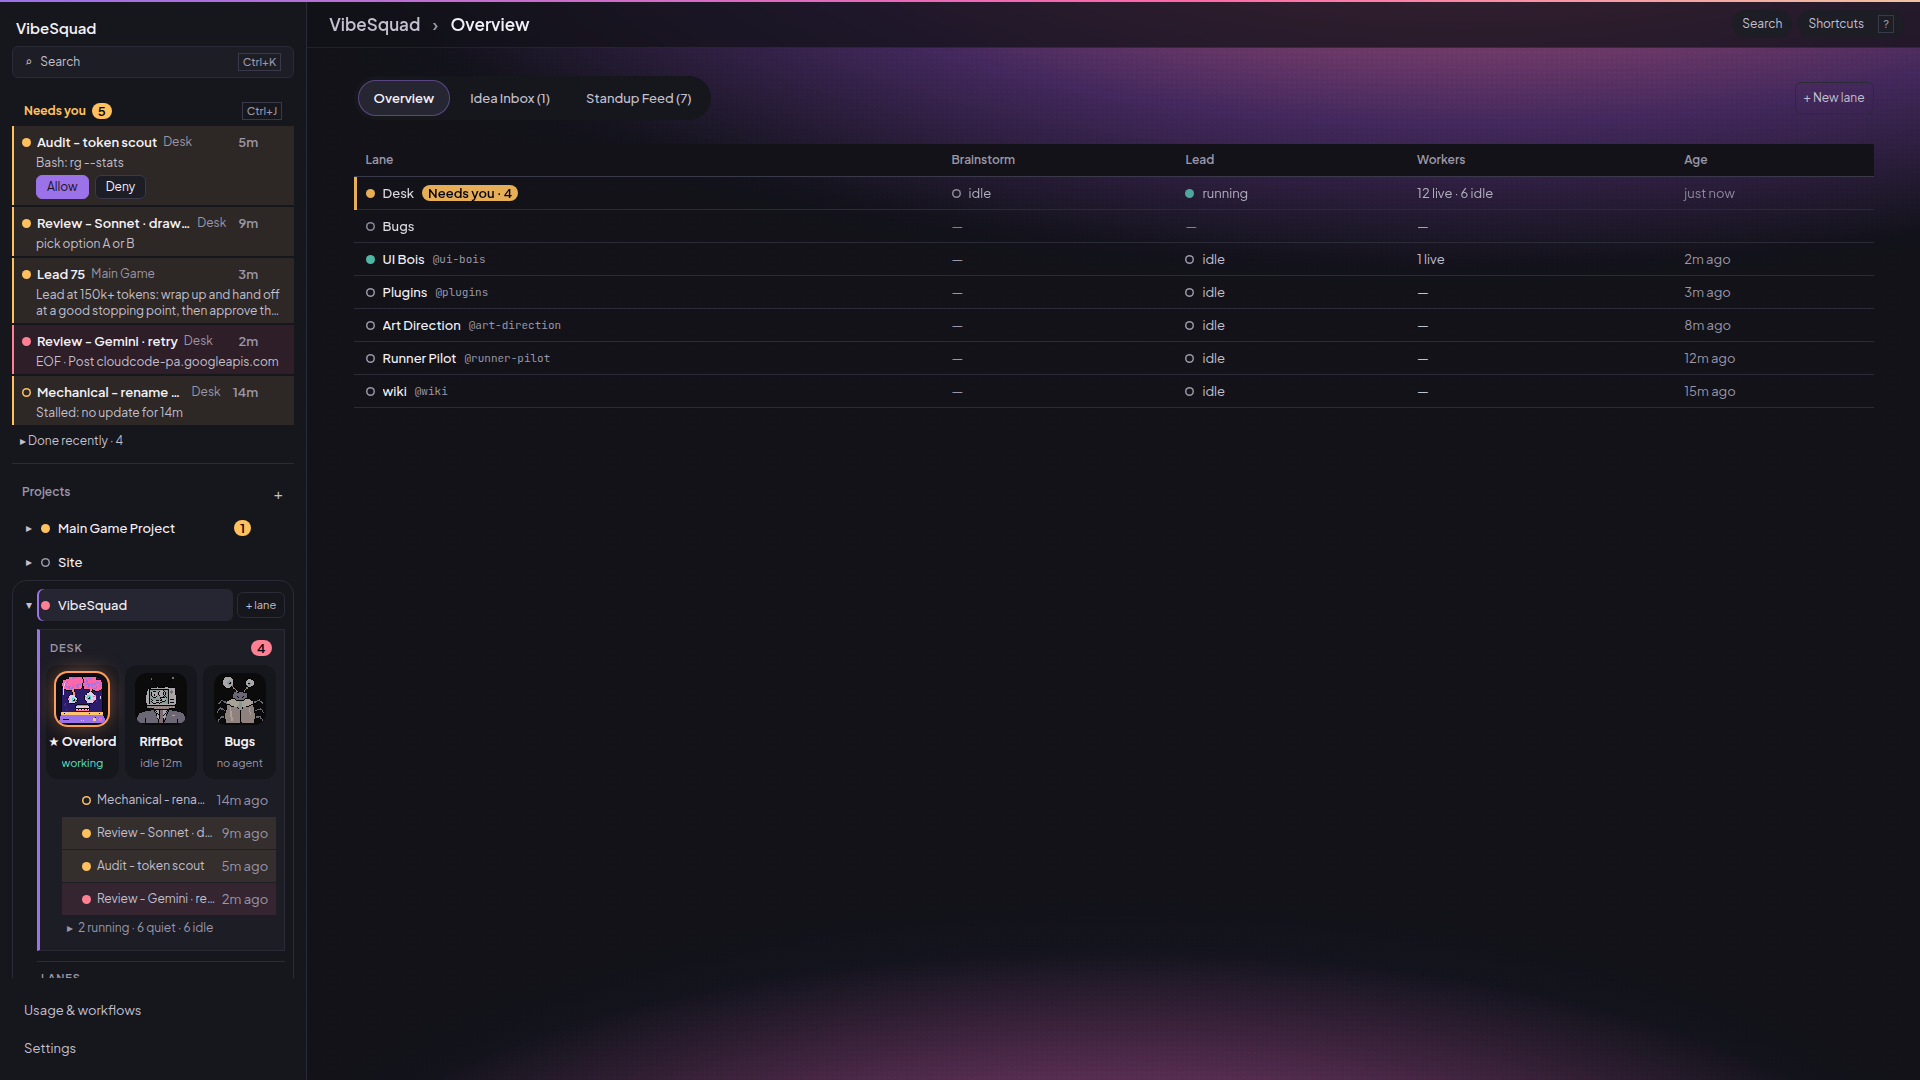 VibeSquad
Search Ctrl+K
Needs you 5 Ctrl+J
Audit - token scout Desk 5m
Bash: rg --stats
Allow Deny
Review - Sonnet · draw... Desk 9m
pick option A or B
Lead 75 Main Game 3m
Lead at 150k+ tokens: wrap up and hand off
at a good stopping point, then approve th...
Review - Gemini · retry Desk 2m
EOF · Post cloudcode-pa.googleapis.com
Mechanical - rename ... Desk 14m
Stalled: no update for 14m
Done recently · 4
Projects +
Main Game Project 1
Site
VibeSquad + lane
DESK 4
★ Overlord RiffBot Bugs
working idle 12m no agent
Mechanical - rena... 14m ago
Review - Sonnet · d... 9m ago
Audit - token scout 5m ago
Review - Gemini · re... 2m ago
2 running · 6 quiet · 6 idle
LANES
Usage & workflows
Settings
VibeSquad › Overview
Search Shortcuts ?
Overview Idea Inbox (1) Standup Feed (7)
+ New lane
Lane Brainstorm Lead Workers Age
Desk Needs you · 4 idle running 12 live · 6 idle just now
Bugs — — —
UI Bois @ui-bois — idle 1 live 2m ago
Plugins @plugins — idle — 3m ago
Art Direction @art-direction — idle — 8m ago
Runner Pilot @runner-pilot — idle — 12m ago
wiki @wiki — idle — 15m ago